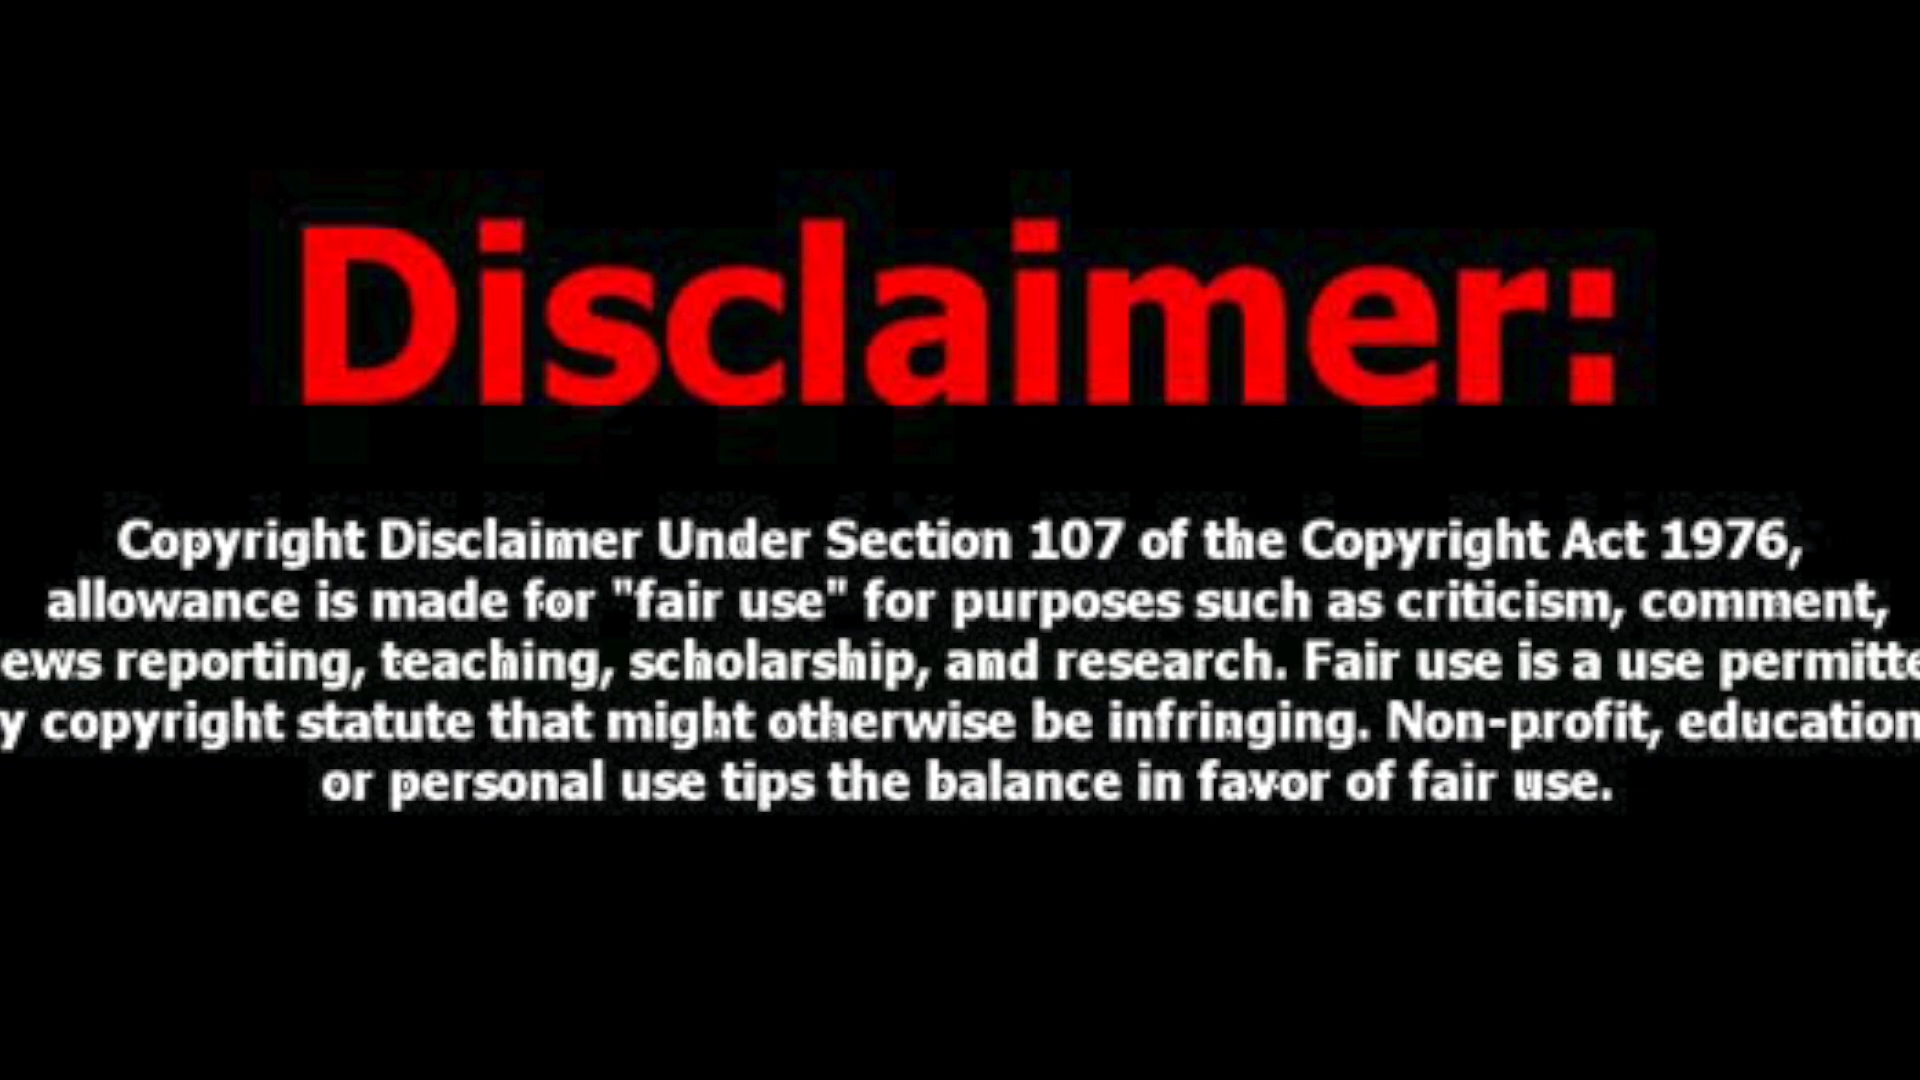 Disclaimer:
Copyright Disclaimer Under Section 107 of the Copyright Act 1976,
allowance is made for "fair use" for purposes such as criticism, comment,
ews reporting, teaching, scholarship, and research. Fair use is a use permitte
y copyright statute that might otherwise be infringing. Non-profit, education
or personal use tips the balance in favor of fair use.